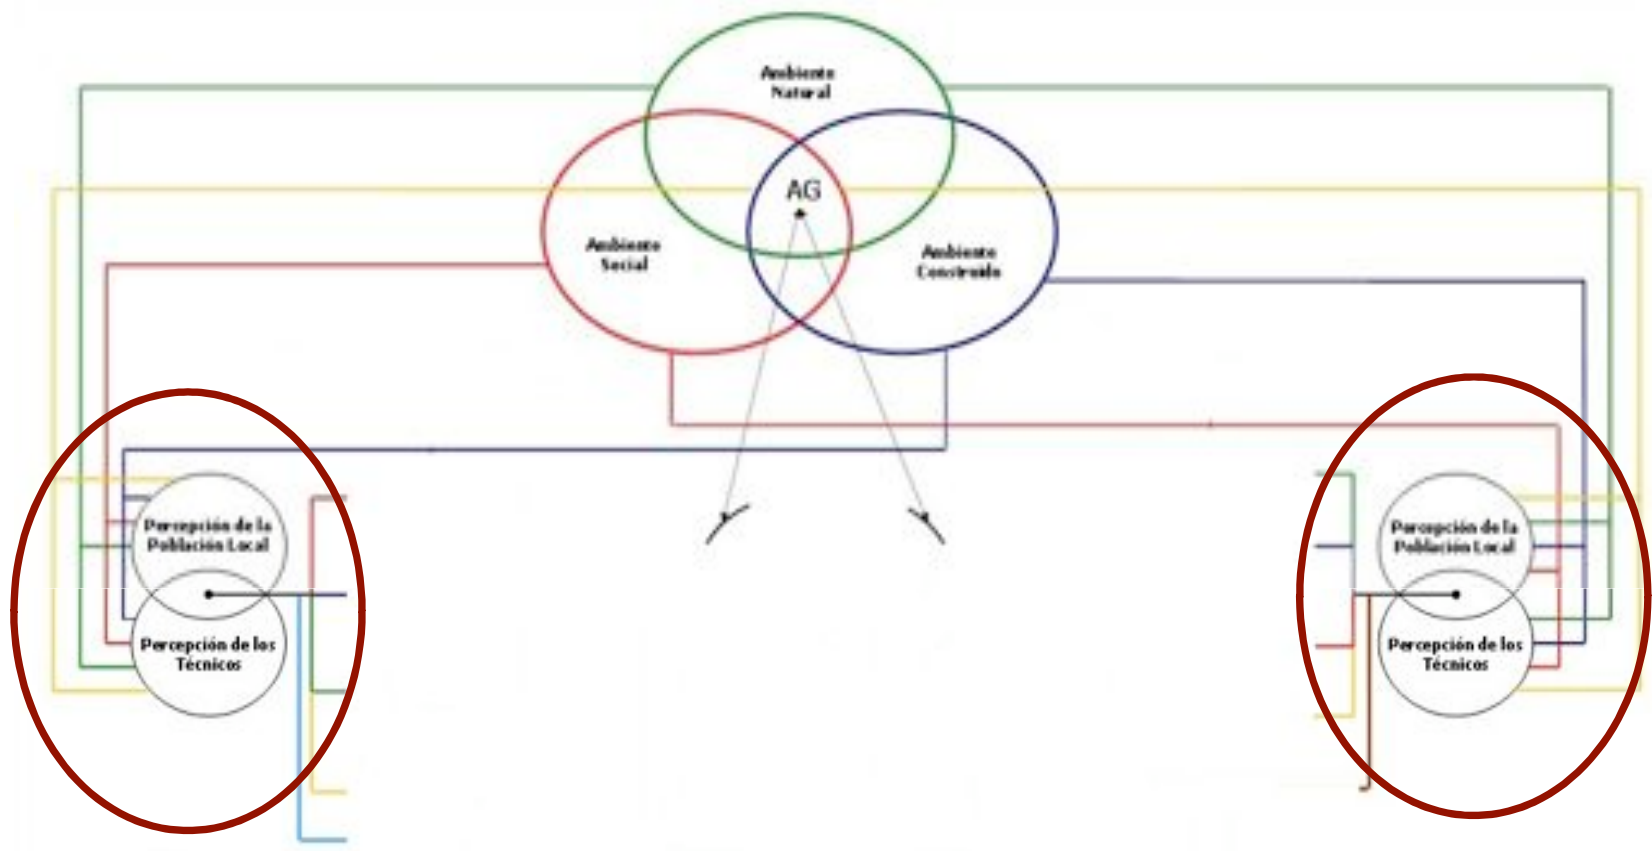 Ambiente
Natural
AG
Ambiente
Social
Ambiente
Construido
Percepción de la
Población Local
Percepción de los
Técnicos
Percepción de la
Población Local
Percepción de los
Técnicos